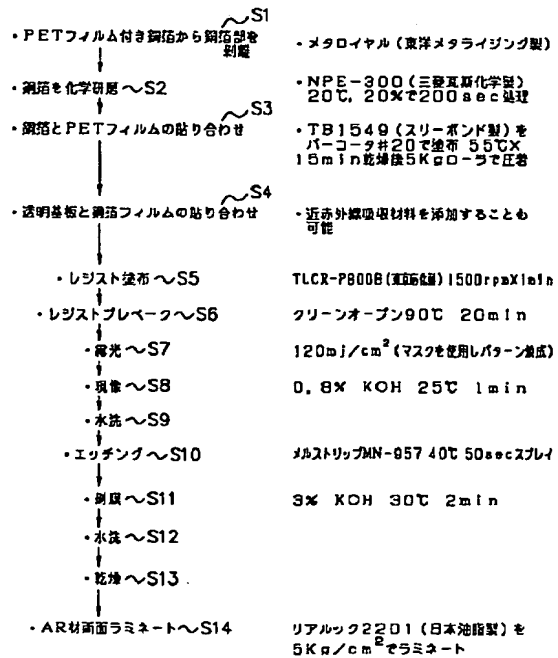 S1
・PETフィルム付き銅箔から銅箔部を
剥離
・メタロイヤル(東洋メタライジング製)
・銅箔を化学研磨 S2
・NPE-300(三菱瓦斯化学製)
20℃, 20%で200sec処理
S3
・銅箔とPETフィルムの貼り合わせ
・TB1549(スリーボンド製)を
バーコータ#20で塗布 55℃X
15min乾燥後5Kgローラで圧着
S4
・透明基板と銅箔フィルムの貼り合わせ
・近赤外線吸収材料を添加することも
可能
・レジスト塗布 S5
TLCR-P8008(東京応化製)1500rpmX1min
・レジストプレベーク S6
クリーンオーブン90℃ 20min
・露光 S7
120mj/cm²(マスクを使用しパターン焼成)
・現像 S8
0.8% KOH 25℃ 1min
・水洗 S9
・エッチング S10
メルストリップMN-957 40℃ 50secスプレイ
・剥膜 S11
3% KOH 30℃ 2min
・水洗 S12
・乾燥 S13
・AR材両面ラミネート S14
リアルック2201(日本油脂製)を
5Kg/cm²でラミネート